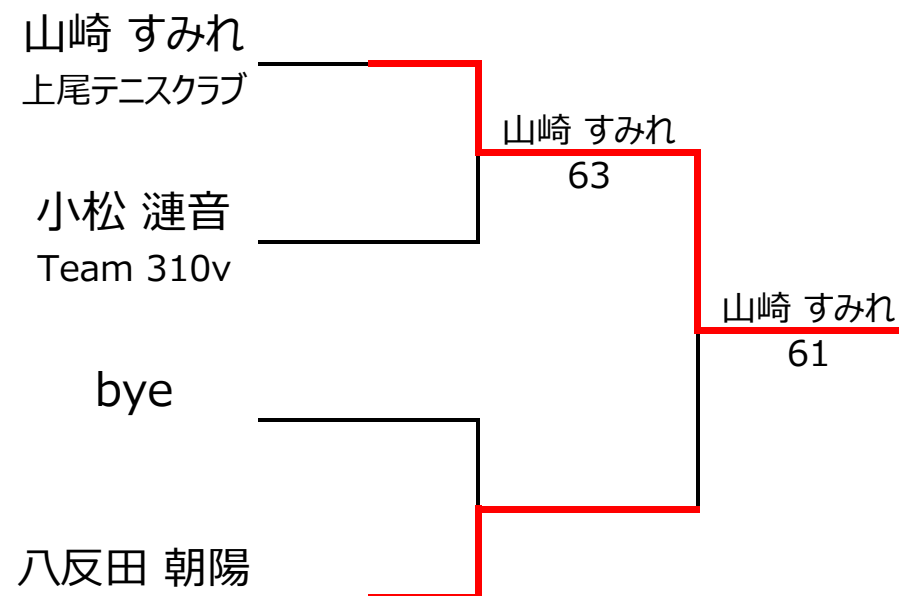 山崎 すみれ
上尾テニスクラブ
山崎 すみれ
63
小松 漣音
Team 310v
山崎 すみれ
61
bye
八反田 朝陽